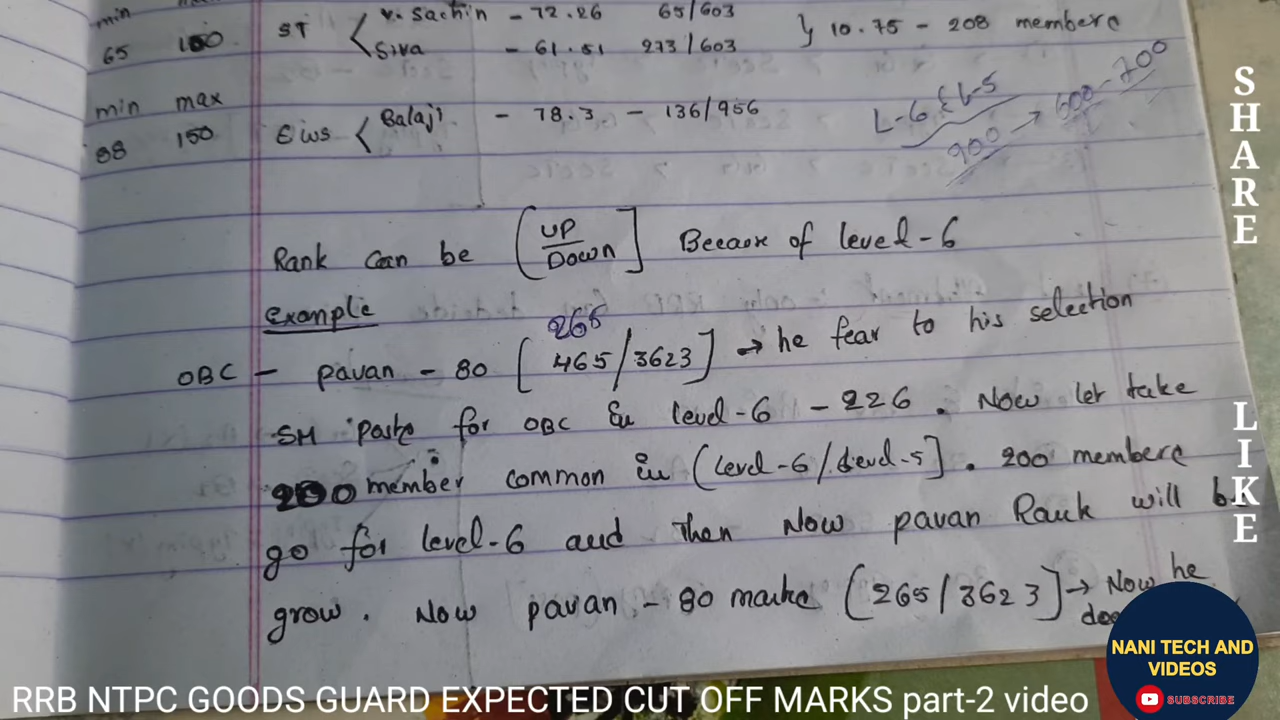 min
65 150 ST V. Sachin - 72.26 65/603
Siva - 61.51 273/603 } 10.75 - 208 members
min max
88 150 Ews Balaji - 78.3 - 136/956
L-6 & L-5
900 → 600-700
Rank can be [UP/Down] Because of level-6
example
268
OBC - pavan - 80 [465/3623] → he fear to his selection
SM posts for OBC in level-6 - 226. Now let take
200 member common in (level-6/level-5]. 200 members
go for level-6 and then Now pavan Rank will be
grow. Now pavan - 80 marks (265/3623] → Now he
SHARE
LIKE
NANI TECH AND
VIDEOS
SUBSCRIBE
RRB NTPC GOODS GUARD EXPECTED CUT OFF MARKS part-2 video